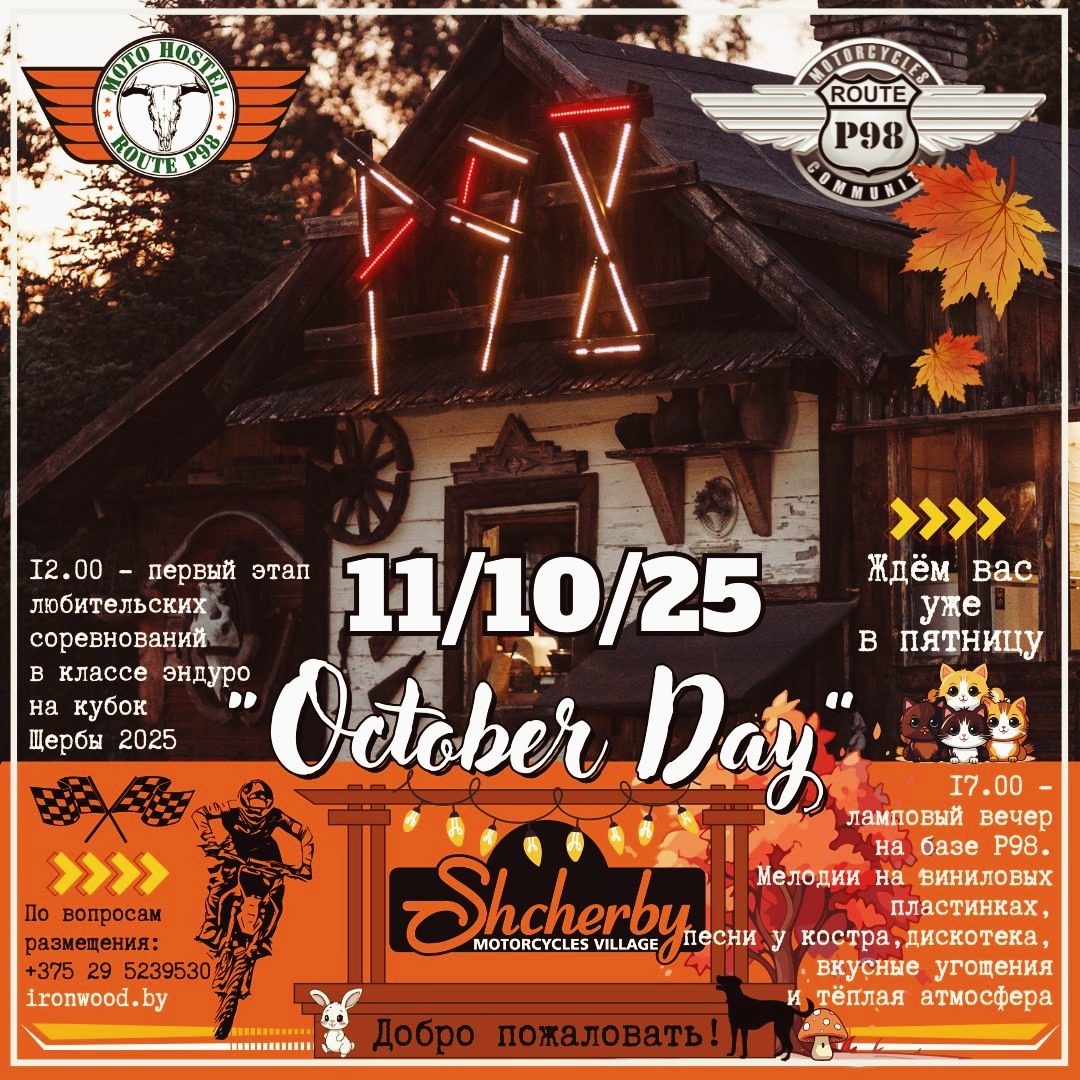 MOTO HOSTEL
ROUTE P98
MOTORCYCLES
ROUTE
P98
COMMUNIT
P98
12.00 - первый этап
любительских
соревнований
в классе эндуро
на кубок
Щербы 2025
11/10/25
"October Day"
Ждём вас
уже
в пятницу
17.00 -
ламповый вечер
на базе Р98.
Мелодии на виниловых
пластинках,
песни у костра,дискотека,
вкусные угощения
и тёплая атмосфера
По вопросам
размещения:
+375 29 5239530
ironwood.by
Shcherby
MOTORCYCLES VILLAGE
Добро пожаловать!